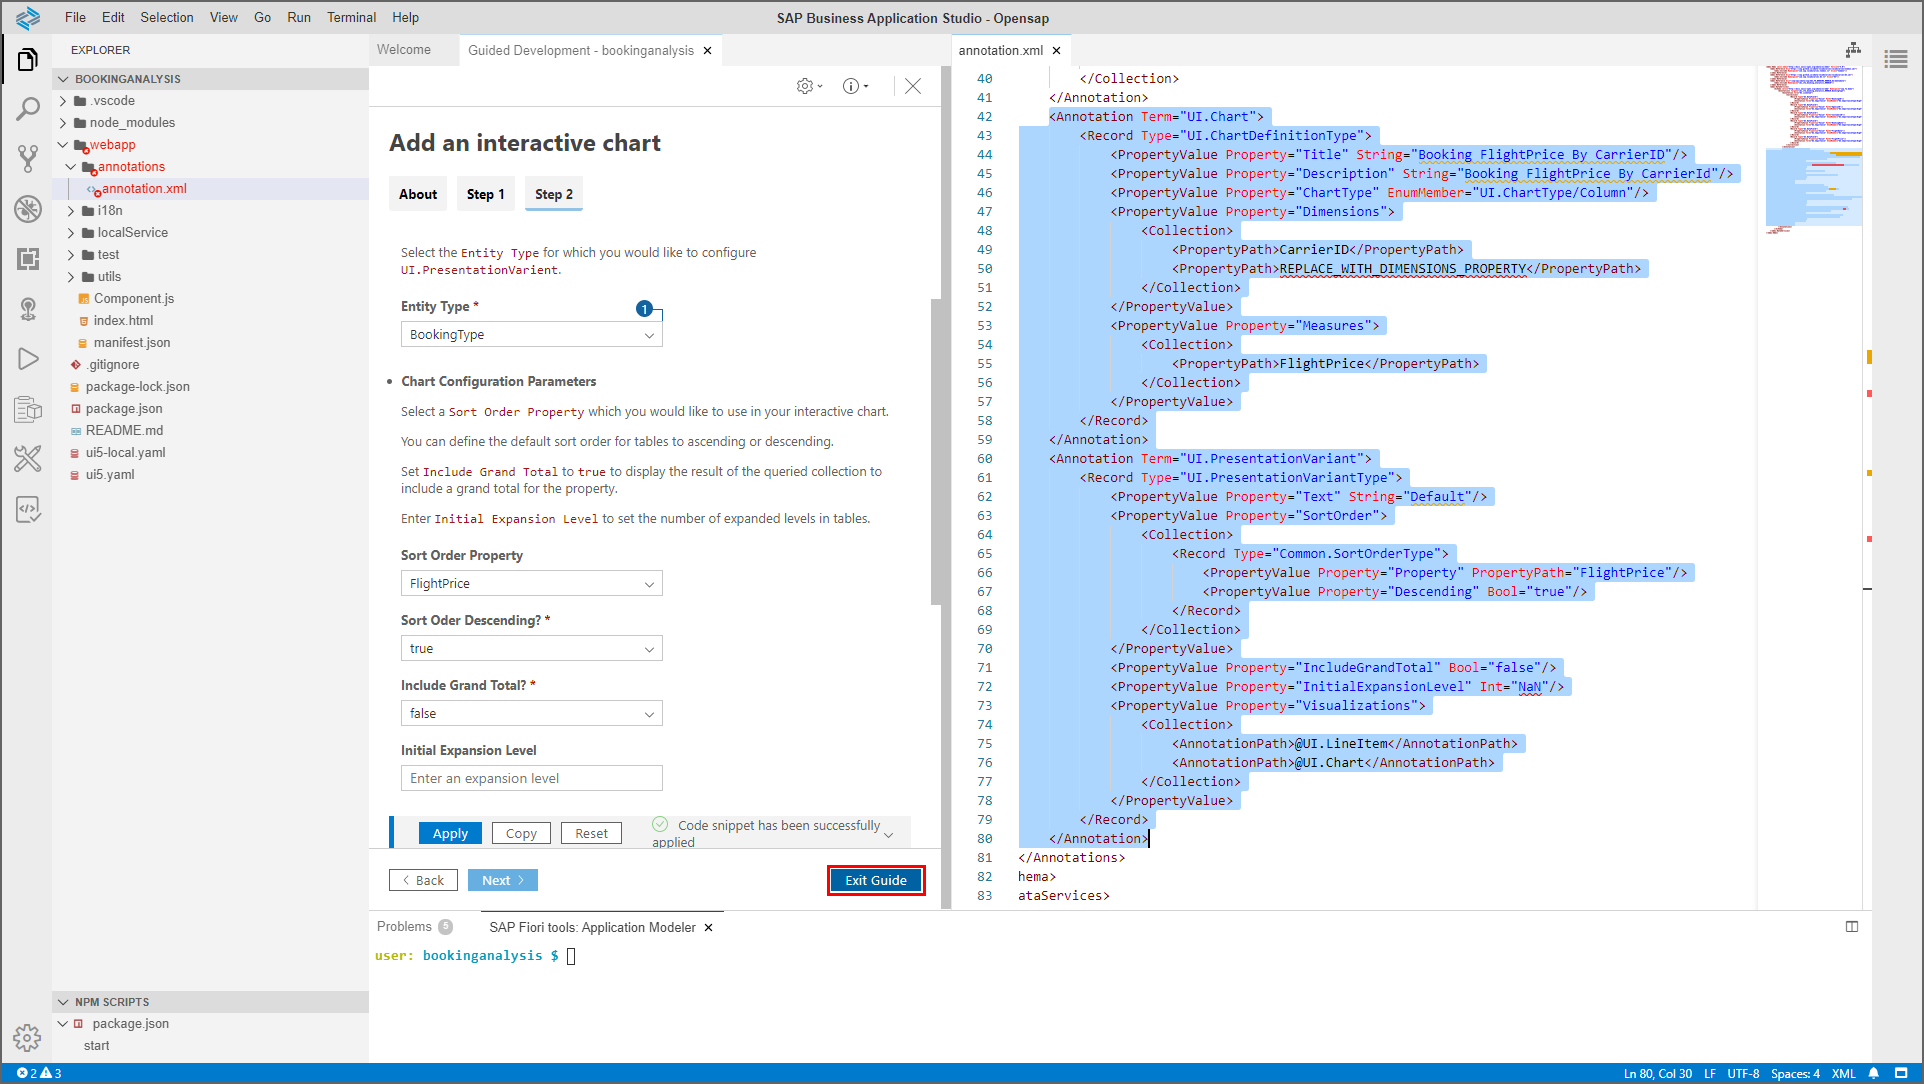 File Edit Selection View Go Run Terminal Help
SAP Business Application Studio - Opensap
EXPLORER
BOOKINGANALYSIS
.vscode
node_modules
webapp
annotations
annotation.xml
i18n
localService
test
utils
Component.js
index.html
manifest.json
.gitignore
package-lock.json
package.json
README.md
ui5-local.yaml
ui5.yaml
NPM SCRIPTS
package.json
start
Welcome
Guided Development - bookinganalysis
Add an interactive chart
About Step 1 Step 2
Select the Entity Type for which you would like to configure
UI.PresentationVarient.
Entity Type *
1
BookingType
Chart Configuration Parameters
Select a Sort Order Property which you would like to use in your interactive chart.
You can define the default sort order for tables to ascending or descending.
Set Include Grand Total to true to display the result of the queried collection to
include a grand total for the property.
Enter Initial Expansion Level to set the number of expanded levels in tables.
Sort Order Property
FlightPrice
Sort Oder Descending? *
true
Include Grand Total? *
false
Initial Expansion Level
Enter an expansion level
Apply Copy Reset
Code snippet has been successfully
applied
< Back Next > Exit Guide
annotation.xml
40 </Collection>
41 </Annotation>
42 <Annotation Term="UI.Chart">
43 <Record Type="UI.ChartDefinitionType">
44 <PropertyValue Property="Title" String="Booking FlightPrice By CarrierID"/>
45 <PropertyValue Property="Description" String="Booking FlightPrice By CarrierId"/>
46 <PropertyValue Property="ChartType" EnumMember="UI.ChartType/Column"/>
47 <PropertyValue Property="Dimensions">
48 <Collection>
49 <PropertyPath>CarrierID</PropertyPath>
50 <PropertyPath>REPLACE_WITH_DIMENSIONS_PROPERTY</PropertyPath>
51 </Collection>
52 </PropertyValue>
53 <PropertyValue Property="Measures">
54 <Collection>
55 <PropertyPath>FlightPrice</PropertyPath>
56 </Collection>
57 </PropertyValue>
58 </Record>
59 </Annotation>
60 <Annotation Term="UI.PresentationVariant">
61 <Record Type="UI.PresentationVariantType">
62 <PropertyValue Property="Text" String="Default"/>
63 <PropertyValue Property="SortOrder">
64 <Collection>
65 <Record Type="Common.SortOrderType">
66 <PropertyValue Property="Property" PropertyPath="FlightPrice"/>
67 <PropertyValue Property="Descending" Bool="true"/>
68 </Record>
69 </Collection>
70 </PropertyValue>
71 <PropertyValue Property="IncludeGrandTotal" Bool="false"/>
72 <PropertyValue Property="InitialExpansionLevel" Int="NaN"/>
73 <PropertyValue Property="Visualizations">
74 <Collection>
75 <AnnotationPath>@UI.LineItem</AnnotationPath>
76 <AnnotationPath>@UI.Chart</AnnotationPath>
77 </Collection>
78 </PropertyValue>
79 </Record>
80 </Annotation>
81 </Annotations>
82 hema>
83 ataServices>
Problems 5 SAP Fiori tools: Application Modeler
user: bookinganalysis $
2 3
Ln 80, Col 30 LF UTF-8 Spaces: 4 XML